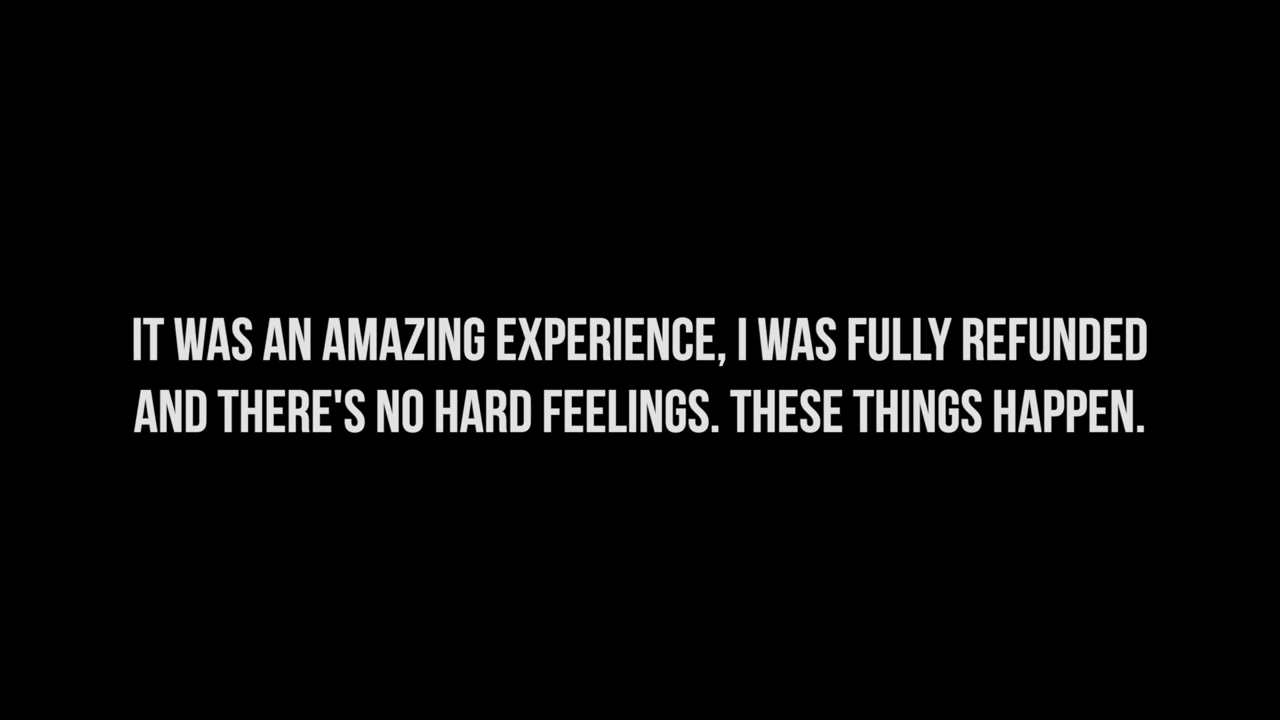 IT WAS AN AMAZING EXPERIENCE, I WAS FULLY REFUNDED
AND THERE'S NO HARD FEELINGS. THESE THINGS HAPPEN.